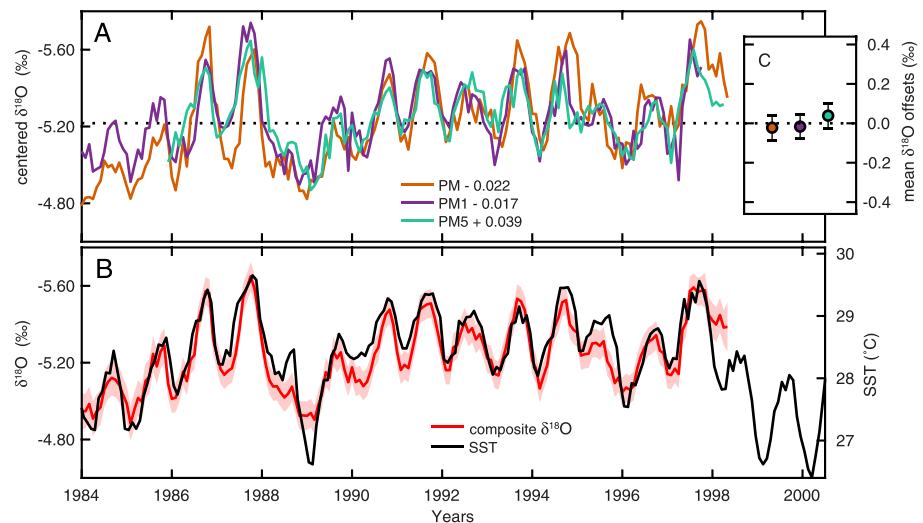 A
centered δ¹⁸O (‰)
-5.60
-5.20
-4.80
PM - 0.022
PM1 - 0.017
PM5 + 0.039
C
0.4
0.2
0.0
-0.2
-0.4
mean δ¹⁸O offsets (‰)
B
δ¹⁸O (‰)
-5.60
-5.20
-4.80
30
29
28
27
SST (°C)
composite δ¹⁸O
SST
1984 1986 1988 1990 1992 1994 1996 1998 2000
Years